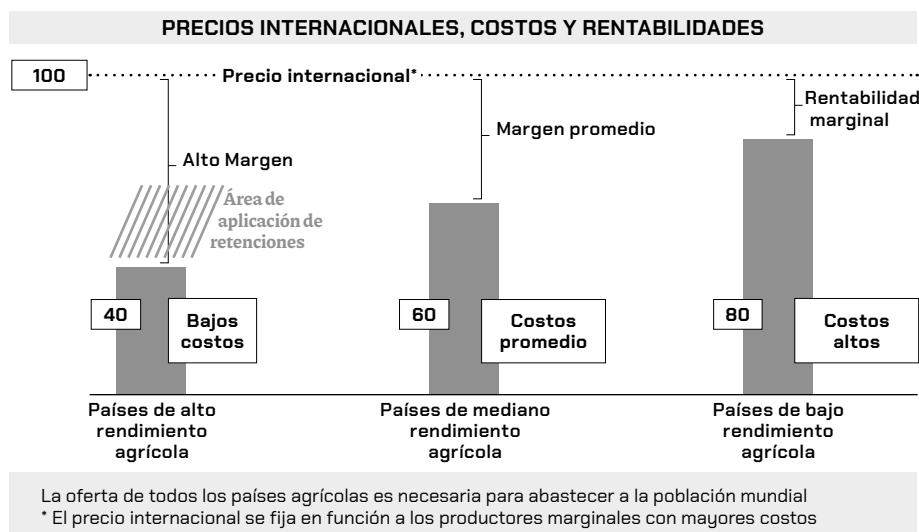 PRECIOS INTERNACIONALES, COSTOS Y RENTABILIDADES
100
Precio internacional*
Alto Margen
Margen promedio
Rentabilidad
marginal
Área de
aplicación de
retenciones
40
Bajos
costos
60
Costos
promedio
80
Costos
altos
Países de alto
rendimiento
agrícola
Países de mediano
rendimiento
agrícola
Países de bajo
rendimiento
agrícola
La oferta de todos los países agrícolas es necesaria para abastecer a la población mundial
* El precio internacional se fija en función a los productores marginales con mayores costos